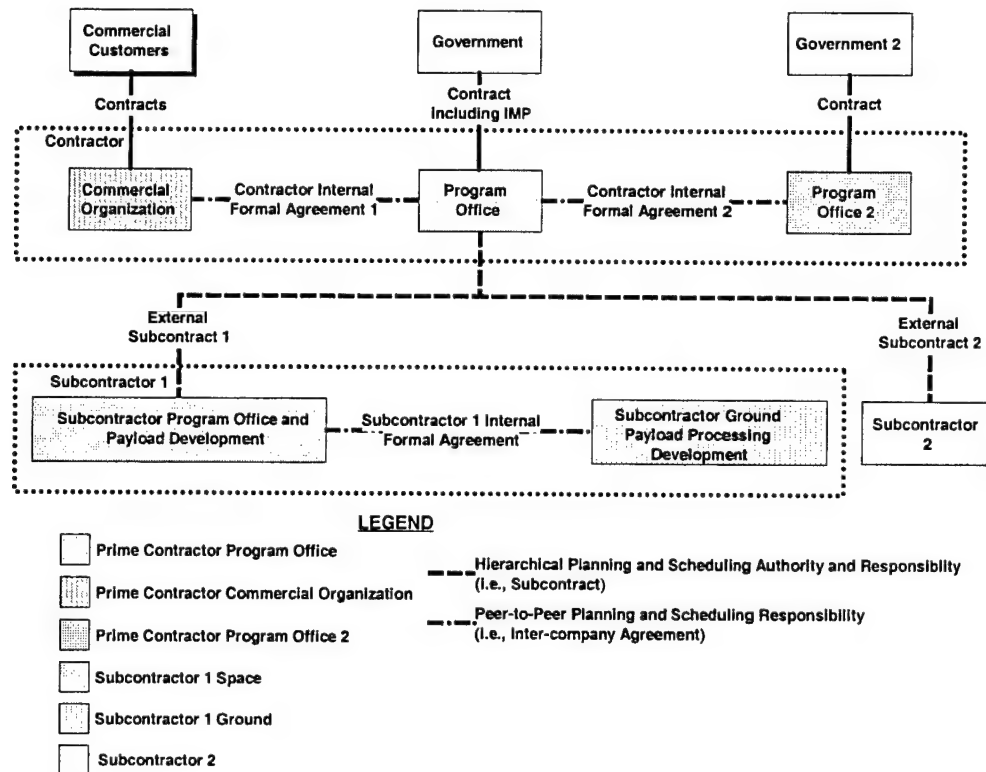 Commercial
Customers
Government
Government 2
Contracts
Contract
including IMP
Contract
Contractor
Commercial
Organization
Contractor Internal
Formal Agreement 1
Program
Office
Contractor Internal
Formal Agreement 2
Program
Office 2
External
Subcontract 1
External
Subcontract 2
Subcontractor 1
Subcontractor Program Office and
Payload Development
Subcontractor 1 Internal
Formal Agreement
Subcontractor Ground
Payload Processing
Development
Subcontractor
2
LEGEND
Prime Contractor Program Office
Prime Contractor Commercial Organization
Prime Contractor Program Office 2
Subcontractor 1 Space
Subcontractor 1 Ground
Subcontractor 2
Hierarchical Planning and Scheduling Authority and Responsiblity
(i.e., Subcontract)
Peer-to-Peer Planning and Scheduling Responsibility
(i.e., Inter-company Agreement)